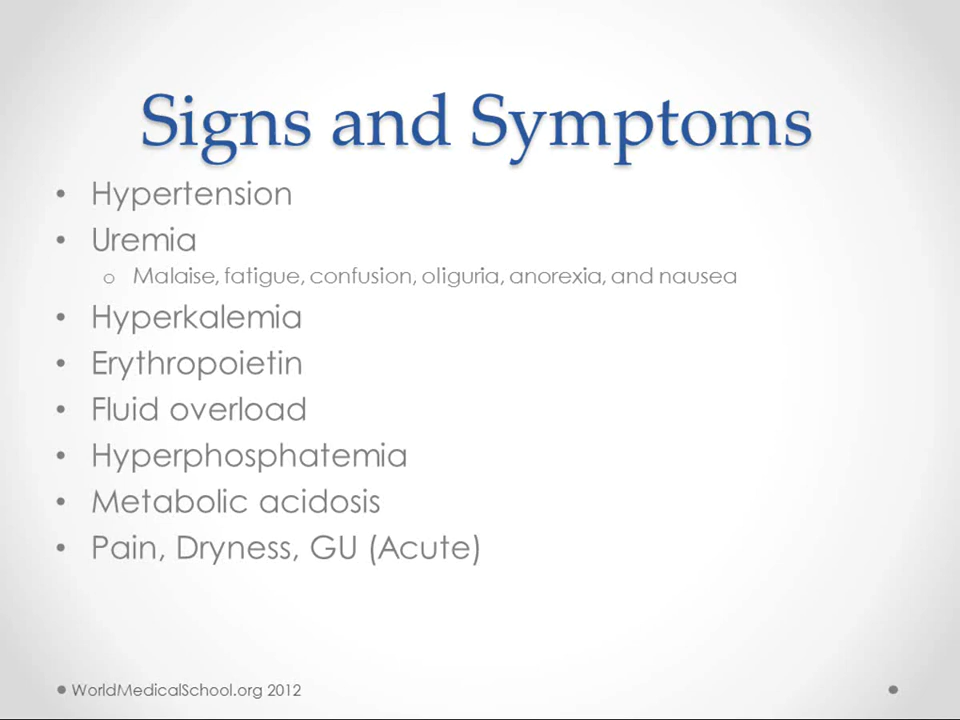 Signs and Symptoms
• Hypertension
• Uremia
o Malaise, fatigue, confusion, oliguria, anorexia, and nausea
• Hyperkalemia
• Erythropoietin
• Fluid overload
• Hyperphosphatemia
• Metabolic acidosis
• Pain, Dryness, GU (Acute)
WorldMedicalSchool.org 2012